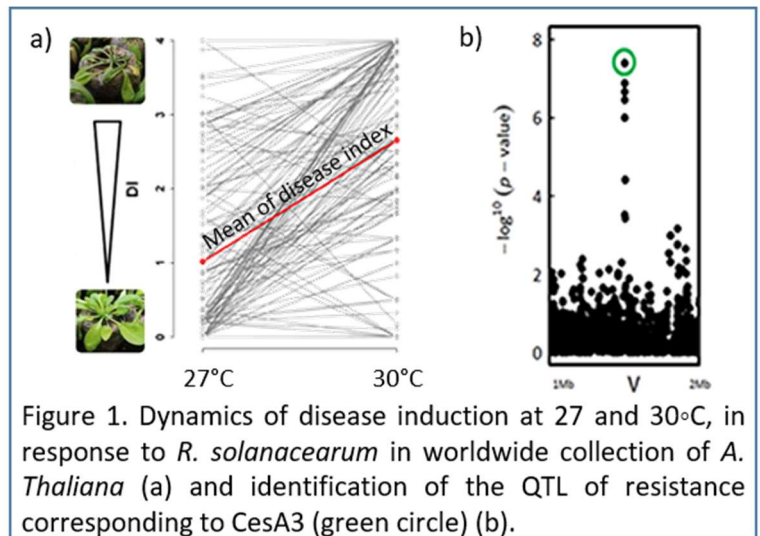 a)
b)
DI
4
3
2
1
0
Mean of disease index
27°C
30°C
– log¹⁰ (ρ – value)
8
6
4
2
0
1Mb
V
2Mb
Figure 1. Dynamics of disease induction at 27 and 30◦C, in
response to R. solanacearum in worldwide collection of A.
Thaliana (a) and identification of the QTL of resistance
corresponding to CesA3 (green circle) (b).